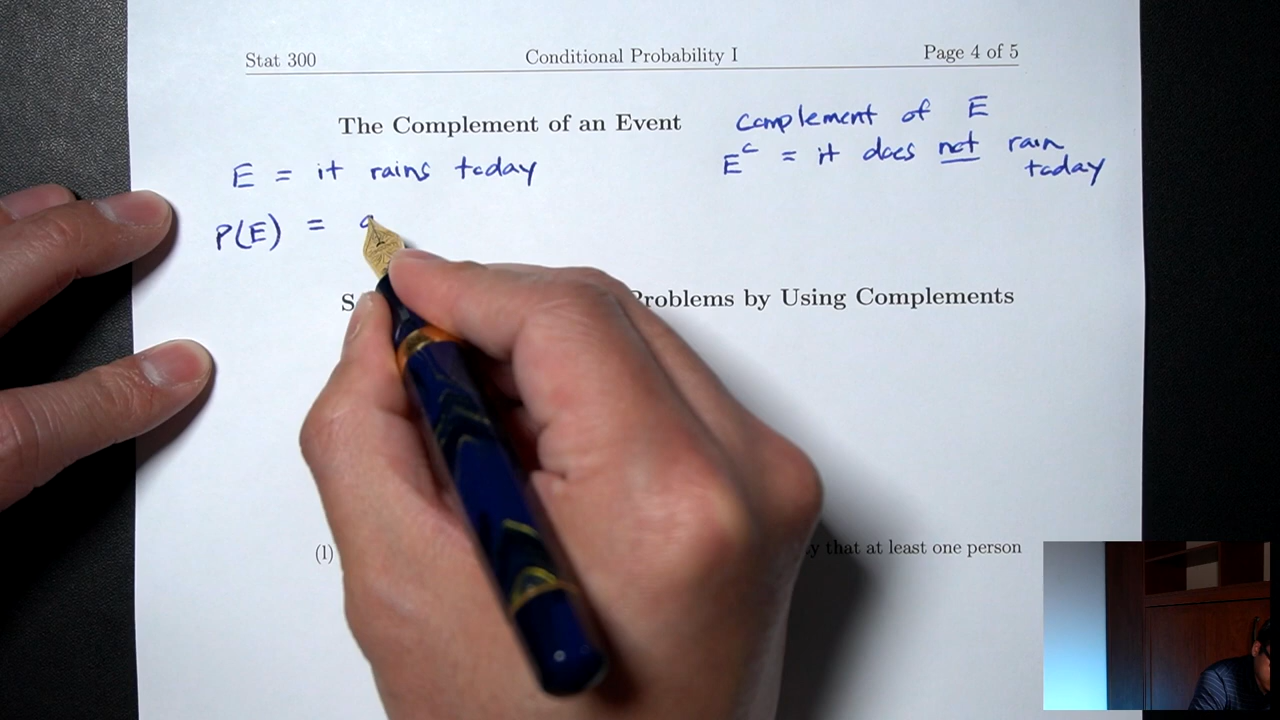 Stat 300 Conditional Probability I Page 4 of 5
The Complement of an Event
complement of E
E = it rains today
E^c = it does not rain today
P(E) =
Problems by Using Complements
(1) that at least one person